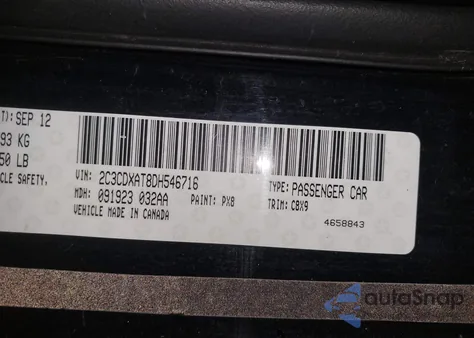 T): SEP 12
93 KG
50 LB
CLE SAFETY,
VIN: 2C3CDXAT8DH546716
TYPE: PASSENGER CAR
MDH: 091923 032AA
PAINT: PX8
TRIM: CBX9
VEHICLE MADE IN CANADA
4658843
autoSnap